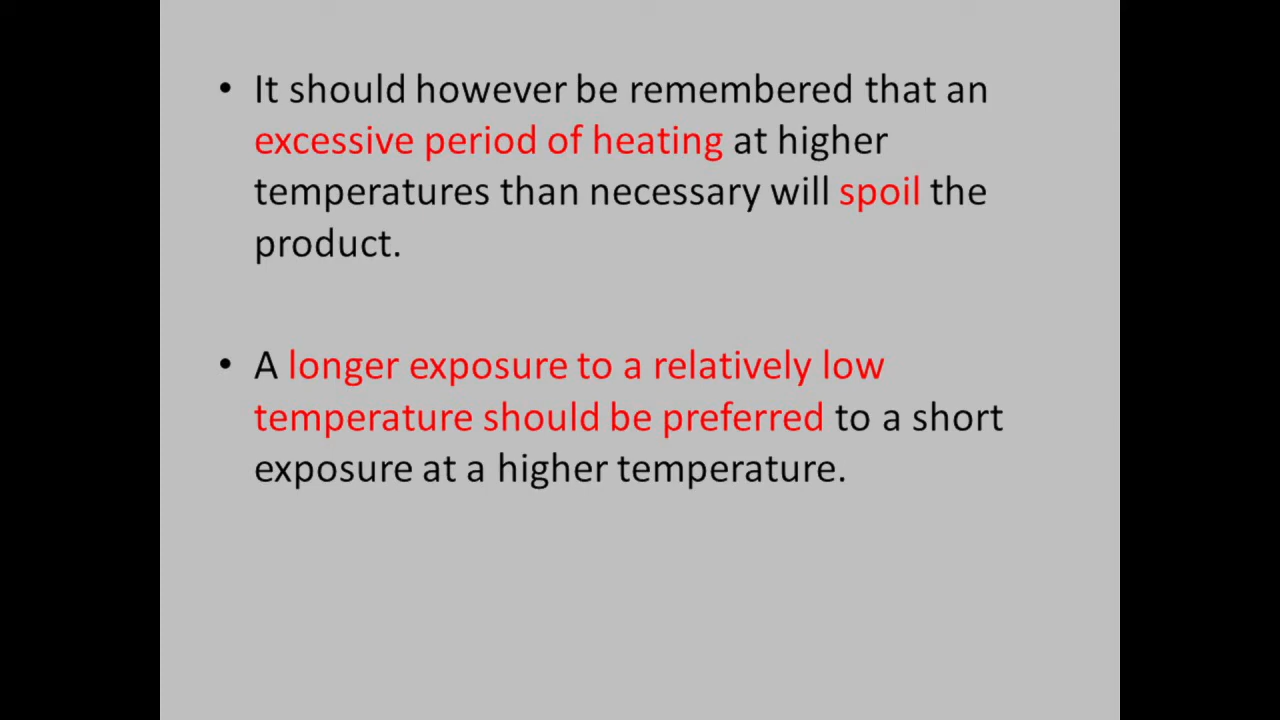 • It should however be remembered that an
excessive period of heating at higher
temperatures than necessary will spoil the
product.
• A longer exposure to a relatively low
temperature should be preferred to a short
exposure at a higher temperature.